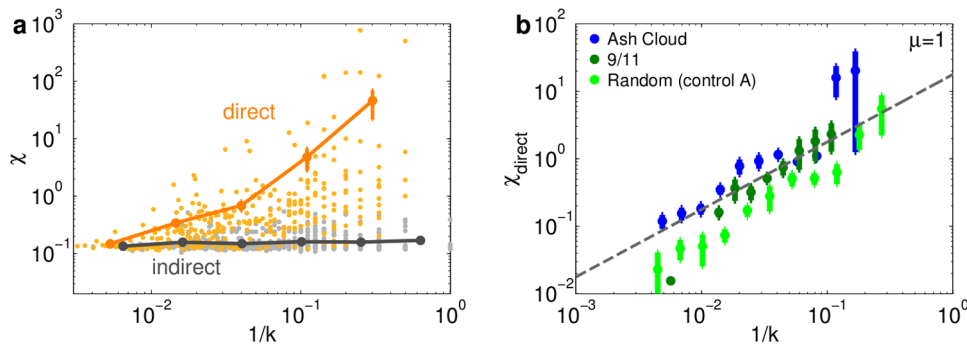 a
10³
10²
10¹
10⁰
10⁻¹
χ
direct
indirect
10⁻²
10⁻¹
10⁰
1/k
b
Ash Cloud
9/11
Random (control A)
μ=1
10²
10¹
10⁰
10⁻¹
10⁻²
χdirect
10⁻³
10⁻²
10⁻¹
10⁰
1/k